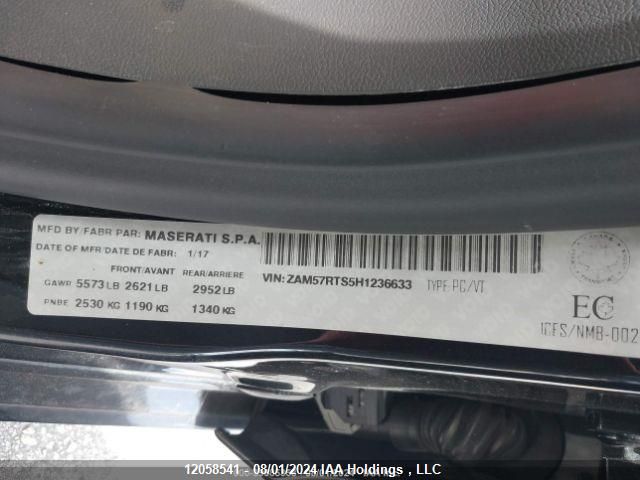 MFD BY/FABR PAR: MASERATI S.P.A.
DATE OF MFR/DATE DE FABR: 1/17
FRONT/AVANT REAR/ARRIERE
GAWR 5573 LB 2621 LB 2952 LB
PNBE 2530 KG 1190 KG 1340 KG
VIN: ZAM57RTS5H1236633 TYPE PC/VT
EC
ICES/NMB-002
12058541 - 08/01/2024 IAA Holdings , LLC